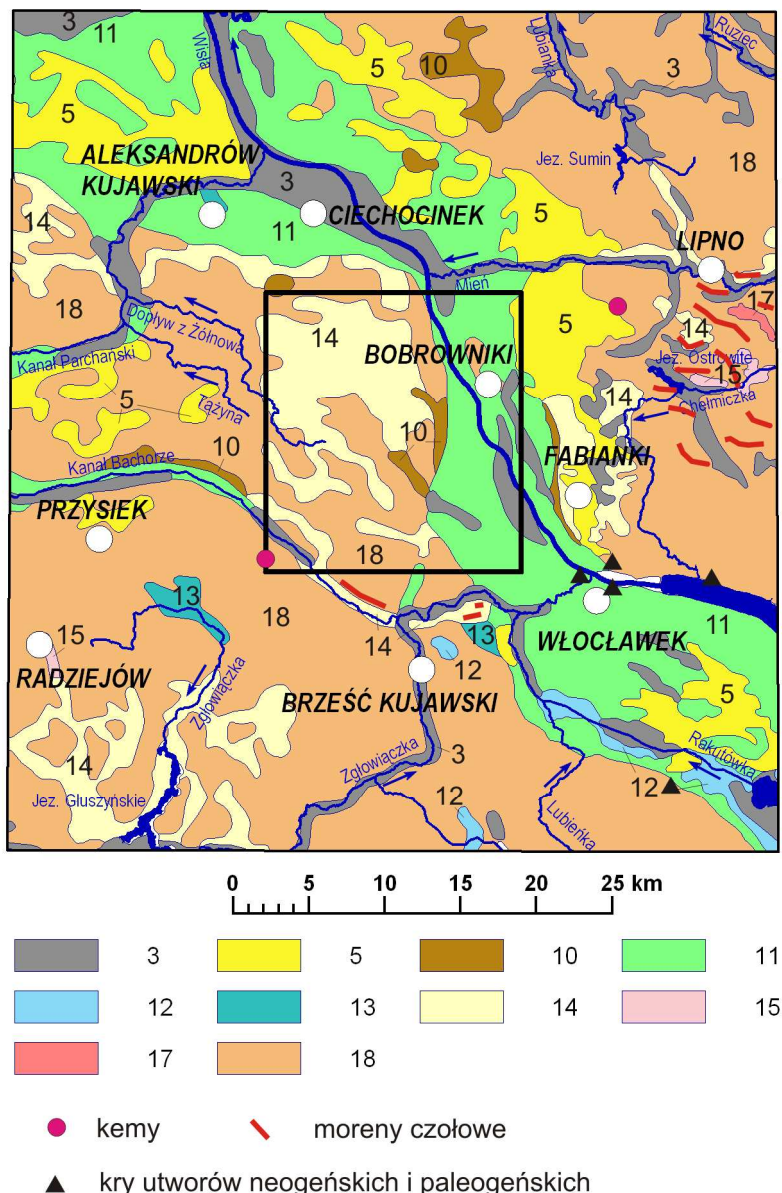 3
11
Wisła
5
10
Lubianka
Ruziec
3
5
ALEKSANDRÓW
KUJAWSKI
Jez. Sumin
18
3
CIECHOCINEK
5
14
11
LIPNO
Mień
18
Dopływ z Żólnowa
14
5
17
14
BOBROWNIKI
Jez. Ostrowite
15
Kanał Parchański
Chełmiczka
5
Tążyna
14
10
10
FABIANKI
Kanał Bachorze
PRZYSIEK
18
13
18
11
15
14
13
WŁOCŁAWEK
RADZIEJÓW
Zgłowiączka
12
BRZEŚĆ KUJAWSKI
5
Rakutówka
14
Zgłowiączka
3
12
Jez. Głuszyńskie
12
Lubieńka
0 5 10 15 20 25 km
3 5 10 11
12 13 14 15
17 18
kemy moreny czołowe
kry utworów neogeńskich i paleogeńskich